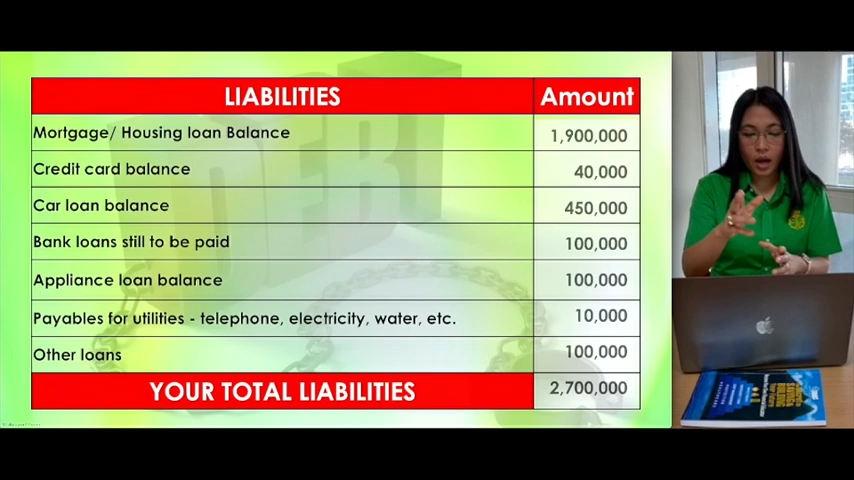 LIABILITIES Amount
Mortgage/ Housing loan Balance 1,900,000
Credit card balance 40,000
Car loan balance 450,000
Bank loans still to be paid 100,000
Appliance loan balance 100,000
Payables for utilities - telephone, electricity, water, etc. 10,000
Other loans 100,000
YOUR TOTAL LIABILITIES 2,700,000
DEBT